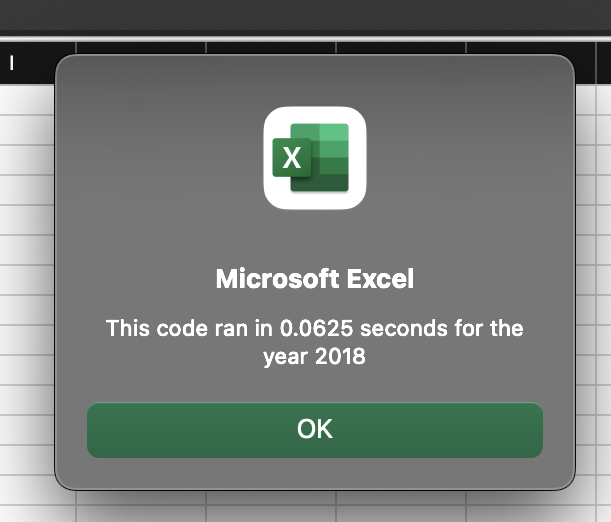 I
X
Microsoft Excel
This code ran in 0.0625 seconds for the
year 2018
OK